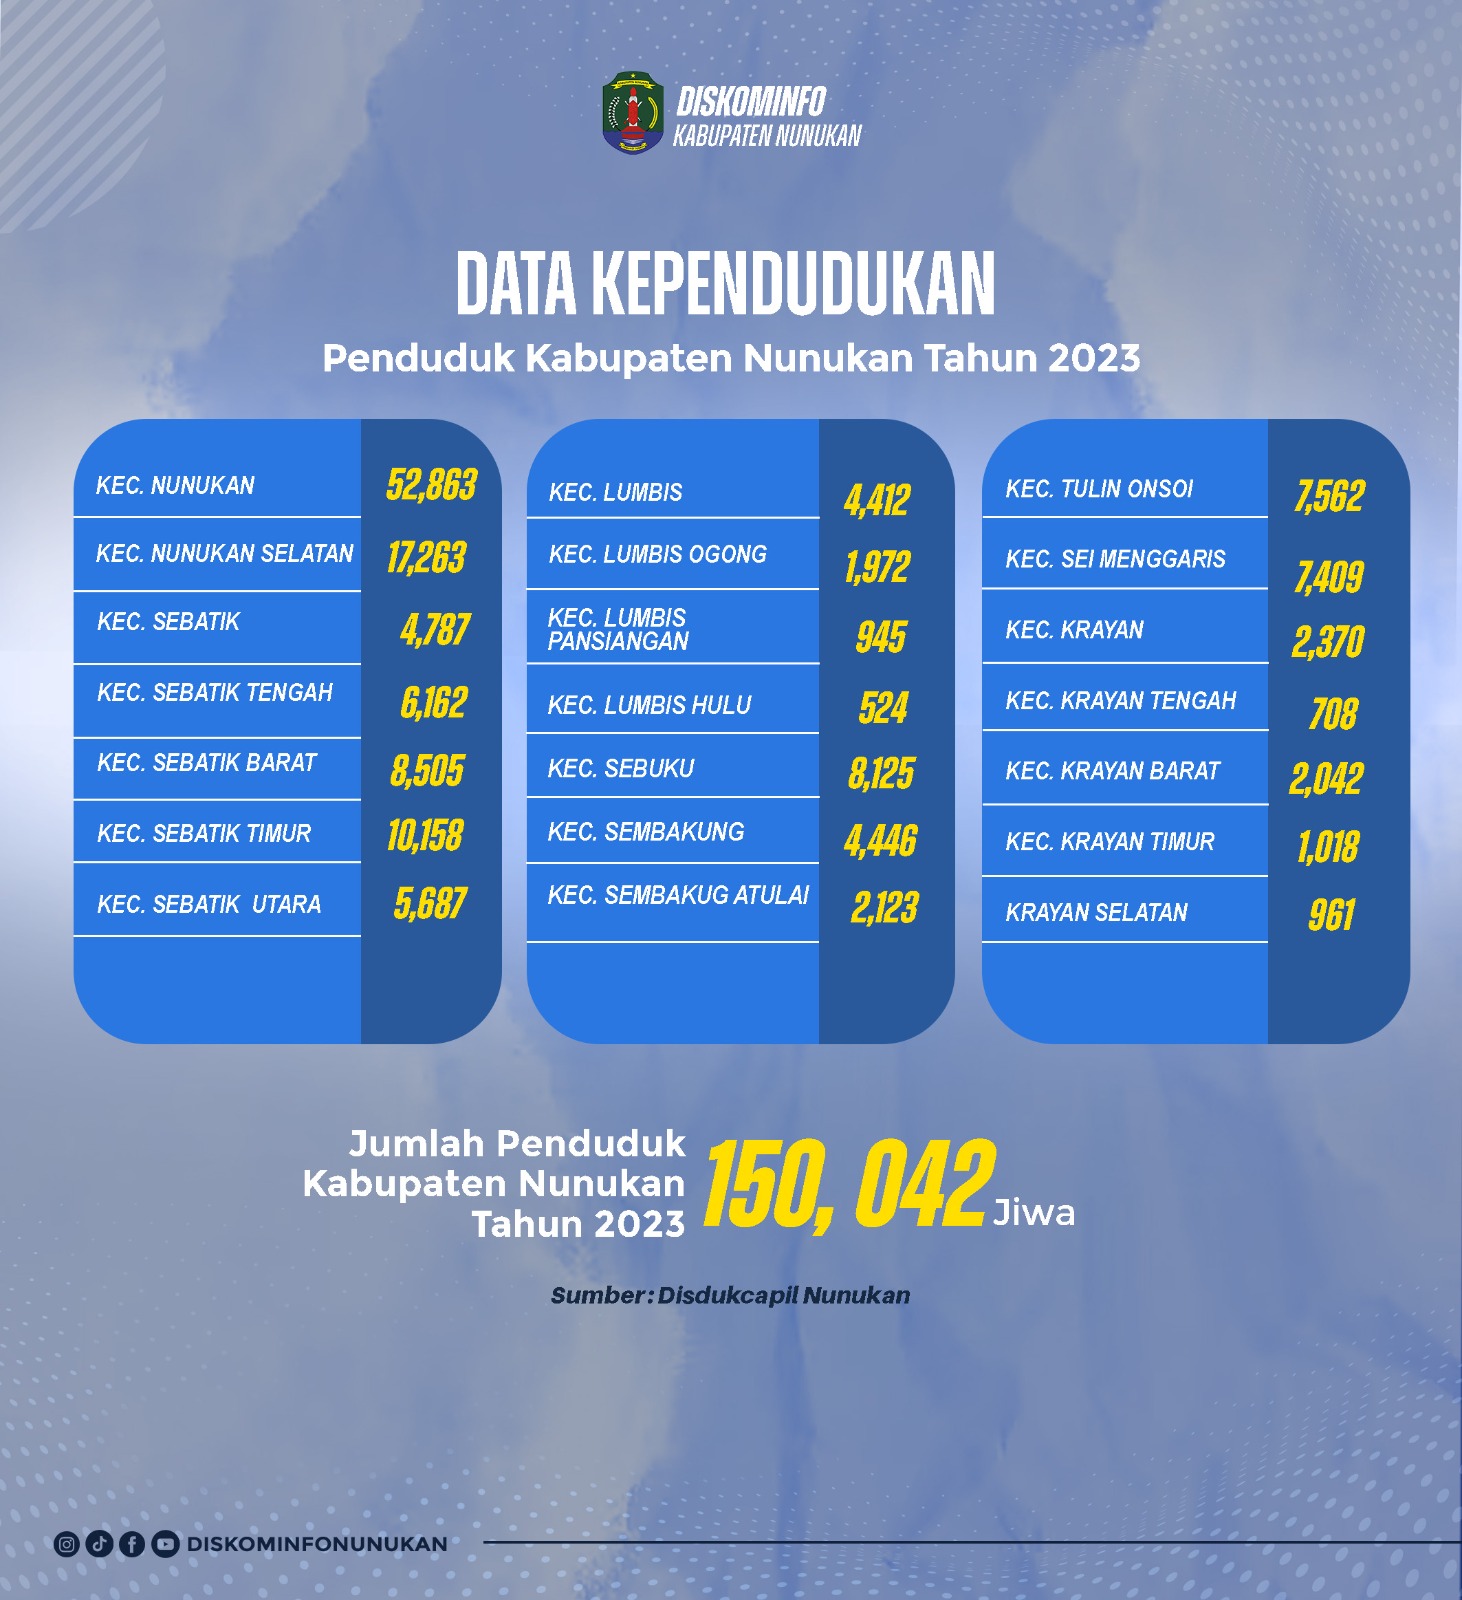 DISKOMINFO
KABUPATEN NUNUKAN
DATA KEPENDUDUKAN
Penduduk Kabupaten Nunukan Tahun 2023
KEC. NUNUKAN 52,863
KEC. NUNUKAN SELATAN 17,263
KEC. SEBATIK 4,787
KEC. SEBATIK TENGAH 6,162
KEC. SEBATIK BARAT 8,505
KEC. SEBATIK TIMUR 10,158
KEC. SEBATIK UTARA 5,687
KEC. LUMBIS 4,412
KEC. LUMBIS OGONG 1,972
KEC. LUMBIS
PANSIANGAN 945
KEC. LUMBIS HULU 524
KEC. SEBUKU 8,125
KEC. SEMBAKUNG 4,446
KEC. SEMBAKUG ATULAI 2,123
KEC. TULIN ONSOI 7,562
KEC. SEI MENGGARIS 7,409
KEC. KRAYAN 2,370
KEC. KRAYAN TENGAH 708
KEC. KRAYAN BARAT 2,042
KEC. KRAYAN TIMUR 1,018
KRAYAN SELATAN 961
Jumlah Penduduk
Kabupaten Nunukan
Tahun 2023
150, 042 Jiwa
Sumber: Disdukcapil Nunukan
DISKOMINFONUNUKAN